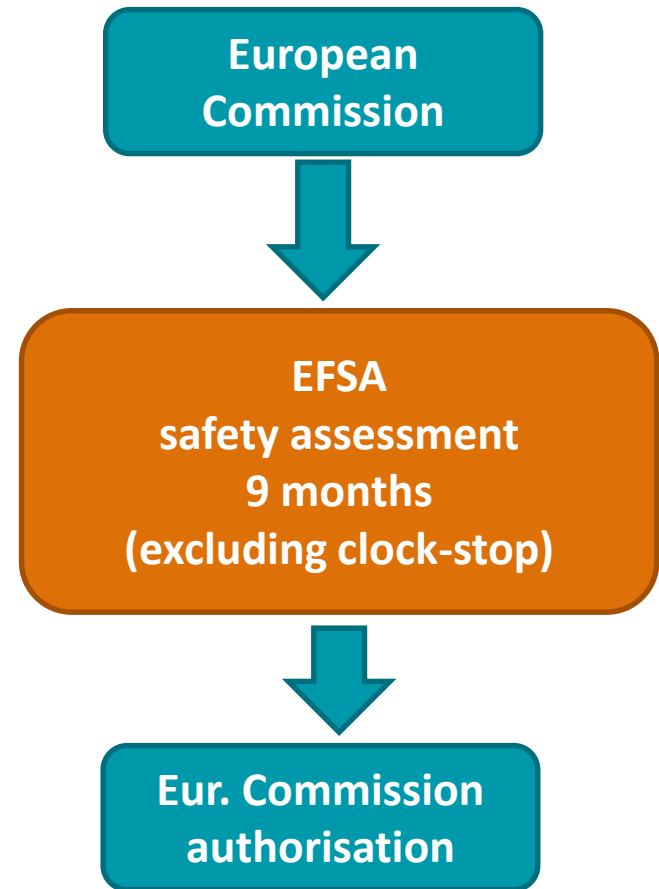 European
Commission
EFSA
safety assessment
9 months
(excluding clock-stop)
Eur. Commission
authorisation